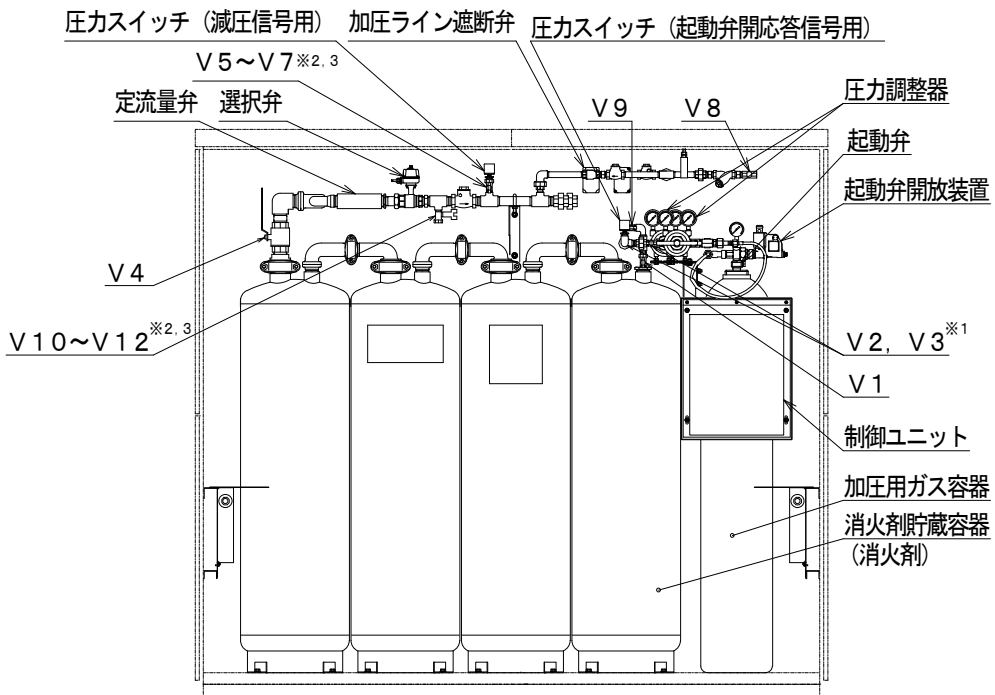 圧力スイッチ（減圧信号用）
加圧ライン遮断弁
圧力スイッチ（起動弁開応答信号用）
Ｖ５～Ｖ７※2, 3
定流量弁
選択弁
Ｖ９
Ｖ８
圧力調整器
起動弁
起動弁開放装置
Ｖ４
Ｖ１０～Ｖ１２※2, 3
Ｖ２，Ｖ３※1
Ｖ１
制御ユニット
加圧用ガス容器
消火剤貯蔵容器
（消火剤）